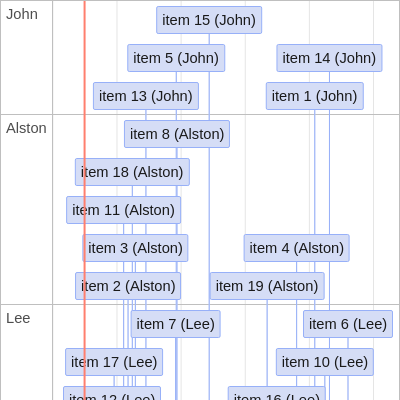 John
item 15 (John)
item 5 (John)
item 14 (John)
item 13 (John)
item 1 (John)
Alston
item 8 (Alston)
item 18 (Alston)
item 11 (Alston)
item 3 (Alston)
item 4 (Alston)
item 2 (Alston)
item 19 (Alston)
Lee
item 7 (Lee)
item 6 (Lee)
item 17 (Lee)
item 10 (Lee)
item 12 (Lee)
item 16 (Lee)